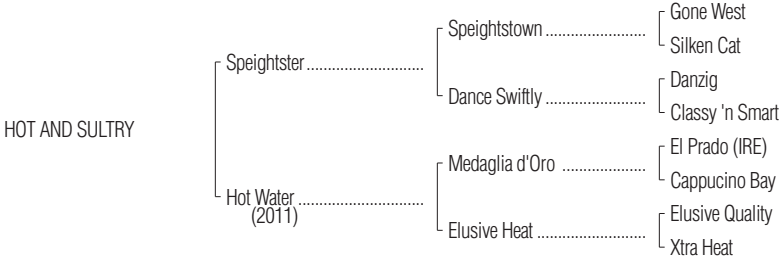 Gone West
Speightstown
Silken Cat
Speightster
Danzig
Dance Swiftly
Classy 'n Smart
HOT AND SULTRY
El Prado (IRE)
Medaglia d'Oro
Cappucino Bay
Hot Water
(2011)
Elusive Quality
Elusive Heat
Xtra Heat